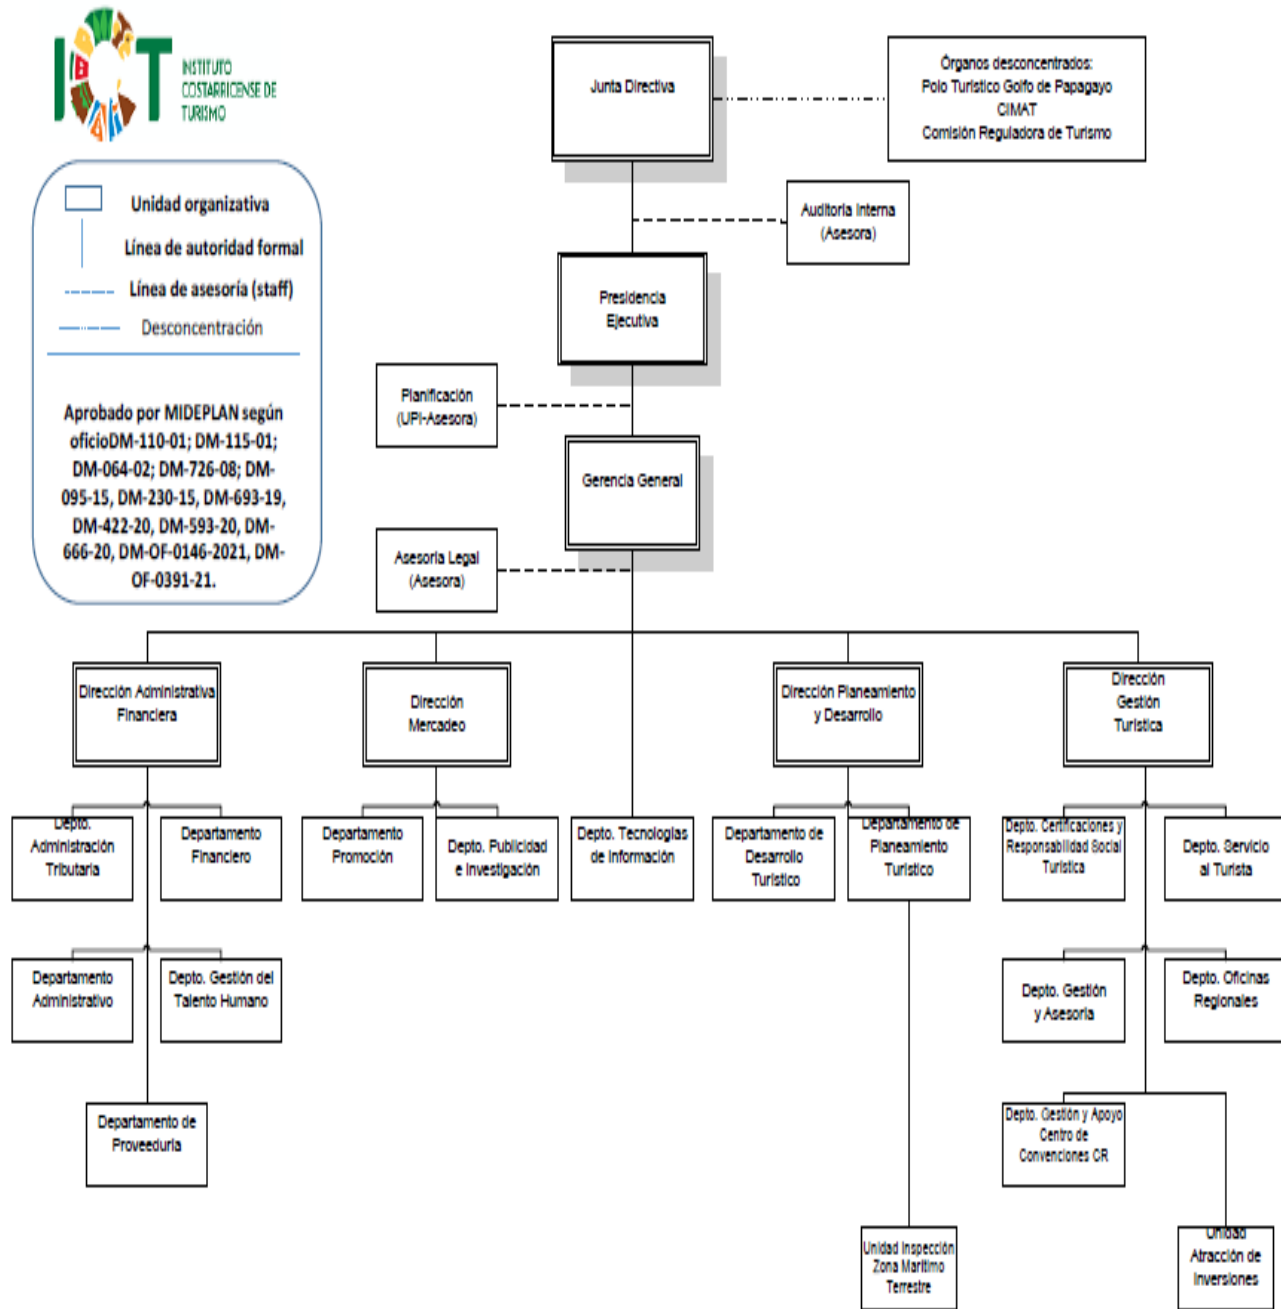 ICT
INSTITUTO
COSTARRICENSE DE
TURISMO
Unidad organizativa
Línea de autoridad formal
Línea de asesoría (staff)
Desconcentración
Aprobado por MIDEPLAN según
oficioDM-110-01; DM-115-01;
DM-064-02; DM-726-08; DM-
095-15, DM-230-15, DM-693-19,
DM-422-20, DM-593-20, DM-
666-20, DM-OF-0146-2021, DM-
OF-0391-21.
Junta Directiva
Órganos desconcentrados:
Polo Turístico Golfo de Papagayo
CIMAT
Comisión Reguladora de Turismo
Auditoría Interna
(Asesora)
Presidencia
Ejecutiva
Planificación
(UPI-Asesora)
Gerencia General
Asesoría Legal
(Asesora)
Dirección Administrativa
Financiera
Dirección
Mercadeo
Dirección Planeamiento
y Desarrollo
Dirección
Gestión
Turística
Depto.
Administración
Tributaria
Departamento
Financiero
Departamento
Promoción
Depto. Publicidad
e Investigación
Depto. Tecnologías
de Información
Departamento de
Desarrollo
Turístico
Departamento de
Planeamiento
Turístico
Depto. Certificaciones y
Responsabilidad Social
Turística
Depto. Servicio
al Turista
Departamento
Administrativo
Depto. Gestión del
Talento Humano
Depto. Gestión
y Asesoría
Depto. Oficinas
Regionales
Departamento de
Proveeduría
Depto. Gestión y Apoyo
Centro de
Convenciones CR
Unidad Inspección
Zona Marítimo
Terrestre
Unidad
Atracción de
Inversiones